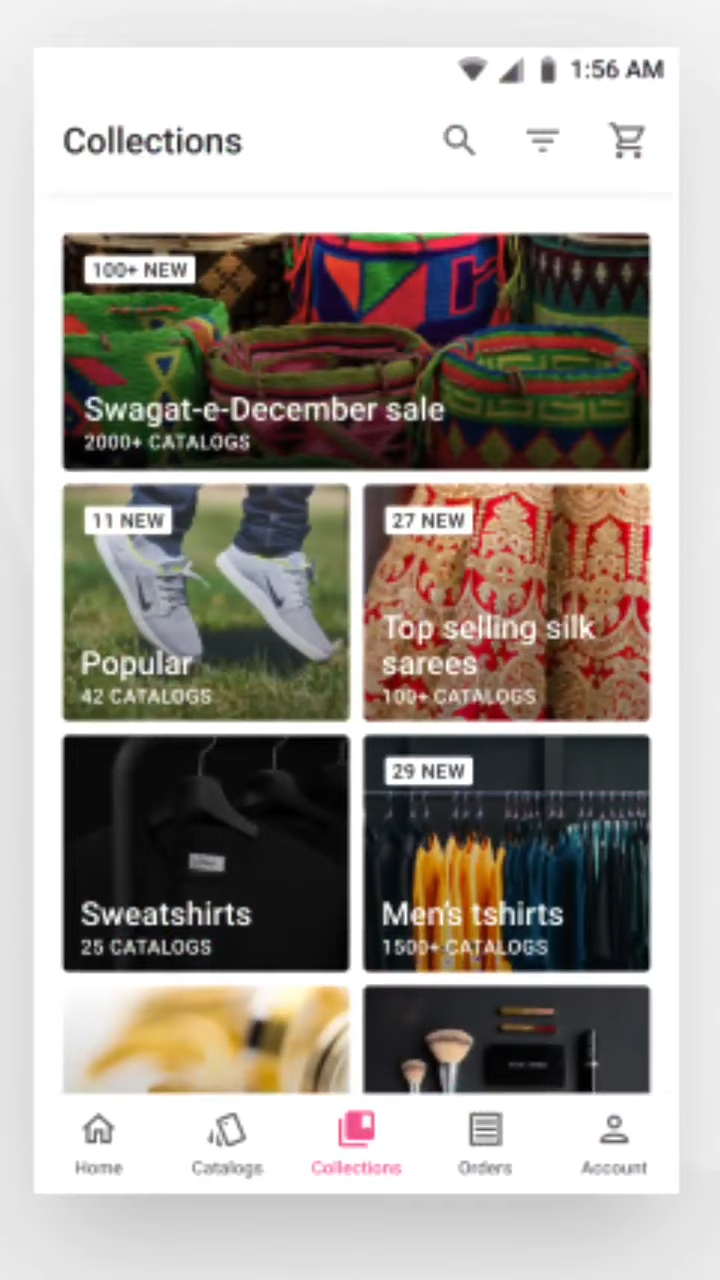 1:56 AM
Collections
100+ NEW
Swagat-e-December sale
2000+ CATALOGS
11 NEW
27 NEW
Popular
42 CATALOGS
Top selling silk
sarees
100+ CATALOGS
29 NEW
Sweatshirts
25 CATALOGS
Men's tshirts
1500+ CATALOGS
Home
Catalogs
Collections
Orders
Account